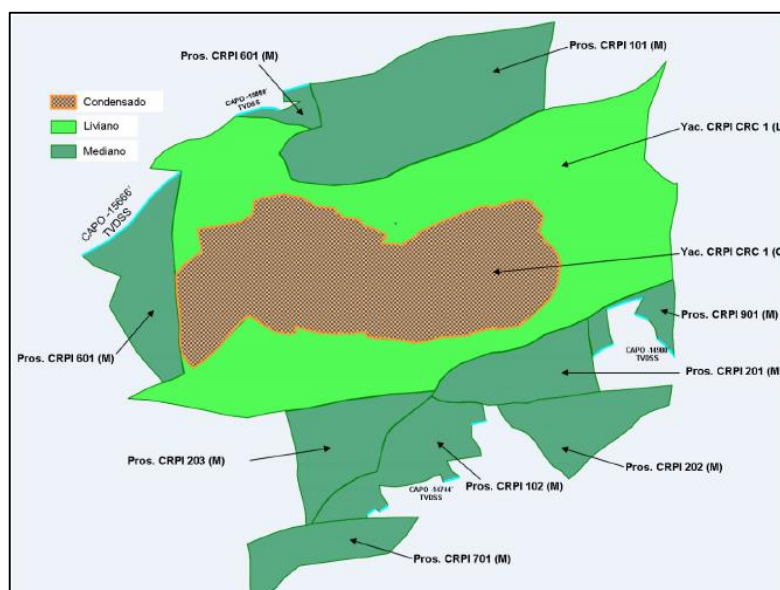 Pros. CRPI 101 (M)
Pros. CRPI 601 (M)
TVDSS
Condensado
Liviano
Mediano
Yac. CRPI CRC 1 (L
CAPO -15666'
TVDSS
Yac. CRPI CRC 1 (C
Pros. CRPI 901 (M)
Pros. CRPI 601 (M)
TVDSS
Pros. CRPI 201 (M
Pros. CRPI 203 (M)
Pros. CRPI 202 (M)
Pros. CRPI 102 (M)
TVDSS
Pros. CRPI 701 (M)